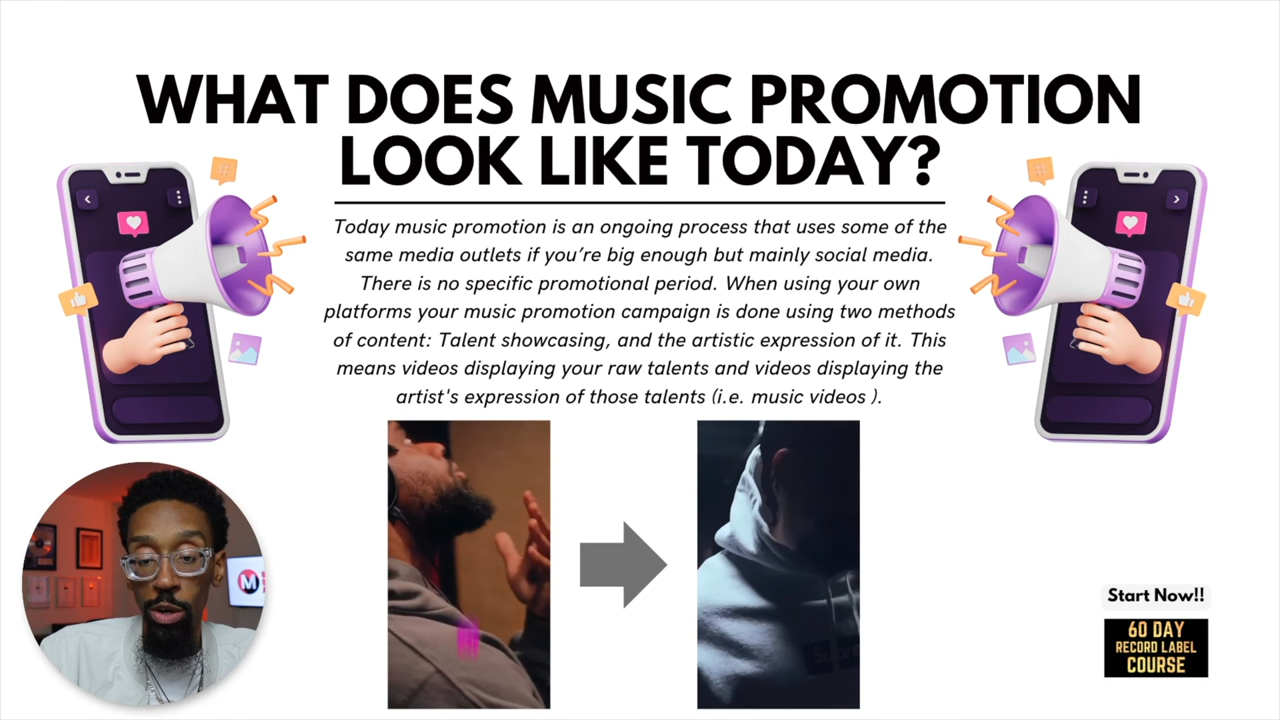 WHAT DOES MUSIC PROMOTION
LOOK LIKE TODAY?
Today music promotion is an ongoing process that uses some of the
same media outlets if you're big enough but mainly social media.
There is no specific promotional period. When using your own
platforms your music promotion campaign is done using two methods
of content: Talent showcasing, and the artistic expression of it. This
means videos displaying your raw talents and videos displaying the
artist's expression of those talents (i.e. music videos ).
M
Start Now!!
60 DAY
RECORD LABEL
COURSE